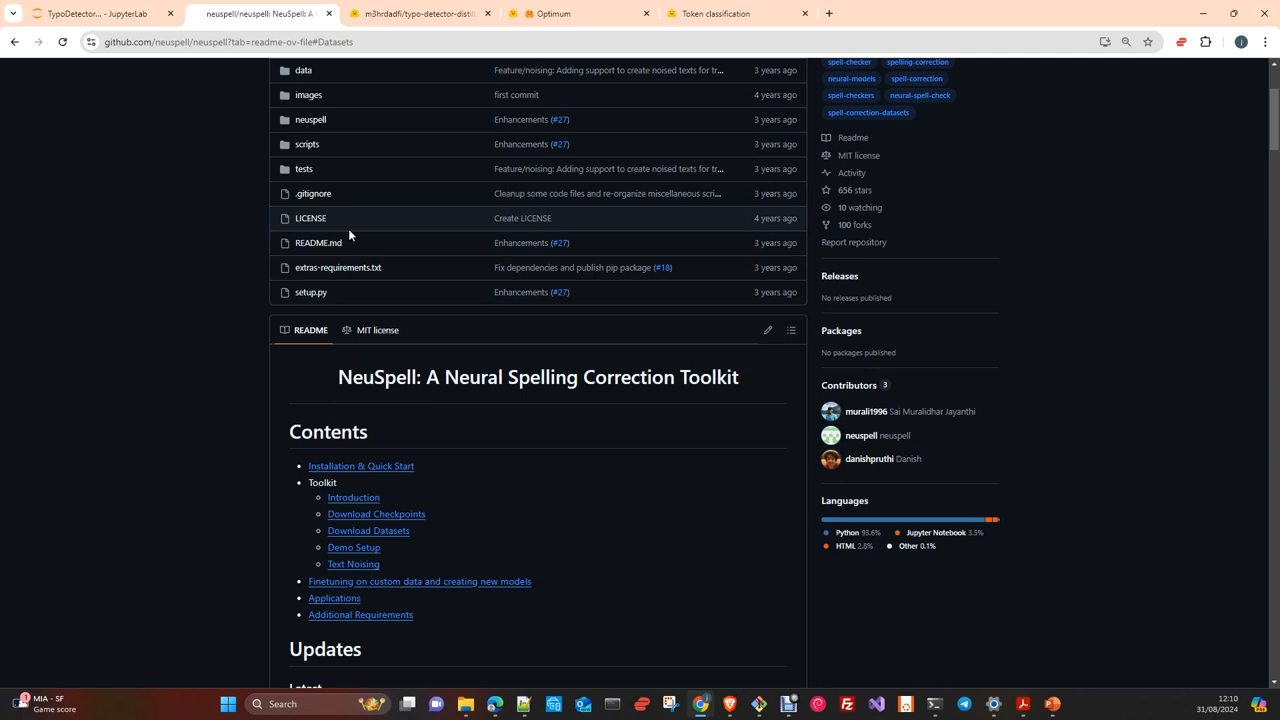 TypoDetector... - JupyterLab
neuspell/neuspell: NeuSpell: A
m3hrdadfi/typo-detector-distil
Optimum
Token classification
github.com/neuspell/neuspell?tab=readme-ov-file#Datasets
data Feature/noising: Adding support to create noised texts for tr... 3 years ago
images first commit 4 years ago
neuspell Enhancements (#27) 3 years ago
scripts Enhancements (#27) 3 years ago
tests Feature/noising: Adding support to create noised texts for tr... 3 years ago
.gitignore Cleanup some code files and re-organize miscellaneous scri... 3 years ago
LICENSE Create LICENSE 4 years ago
README.md Enhancements (#27) 3 years ago
extras-requirements.txt Fix dependencies and publish pip package (#18) 3 years ago
setup.py Enhancements (#27) 3 years ago
README MIT license
NeuSpell: A Neural Spelling Correction Toolkit
Contents
Installation & Quick Start
Toolkit
Introduction
Download Checkpoints
Download Datasets
Demo Setup
Text Noising
Finetuning on custom data and creating new models
Applications
Additional Requirements
Updates
Latest
spell-checker spelling-correction
neural-models spell-correction
spell-checkers neural-spell-check
spell-correction-datasets
Readme
MIT license
Activity
656 stars
10 watching
100 forks
Report repository
Releases
No releases published
Packages
No packages published
Contributors 3
murali1996 Sai Muralidhar Jayanthi
neuspell neuspell
danishpruthi Danish
Languages
Python 93.6% Jupyter Notebook 3.5%
HTML 2.8% Other 0.1%
1
MIA - SF
Game score
Search
12:10
31/08/2024